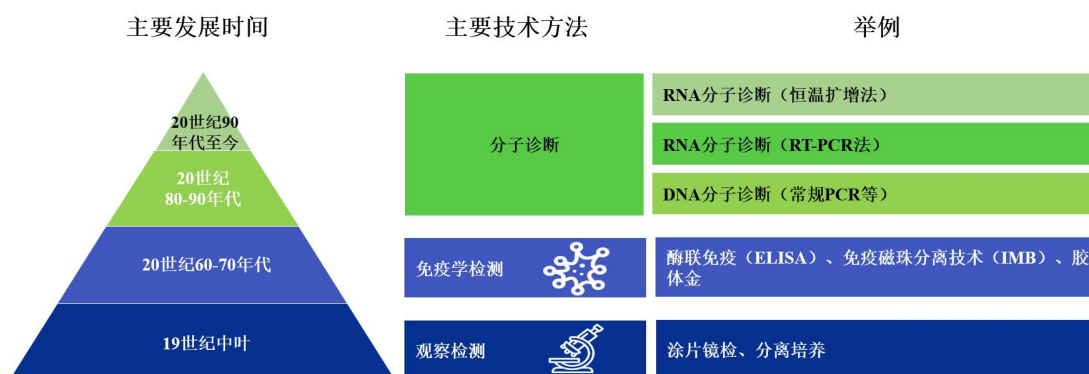 主要发展时间
主要技术方法
举例
20世纪90
年代至今
20世纪
80-90年代
20世纪60-70年代
19世纪中叶
分子诊断
免疫学检测
观察检测
RNA分子诊断（恒温扩增法）
RNA分子诊断（RT-PCR法）
DNA分子诊断（常规PCR等）
酶联免疫（ELISA）、免疫磁珠分离技术（IMB）、胶
体金
涂片镜检、分离培养